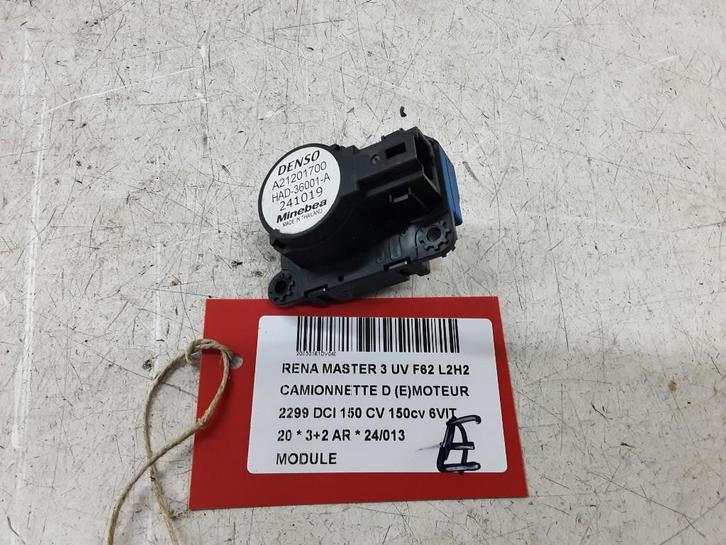 DENSO
A21201700
HAD-36001-A
241019
Minebea
MADE IN THAILAND
RENA MASTER 3 UV F62 L2H2
CAMIONNETTE D (E)MOTEUR
2299 DCI 150 CV 150cv 6VIT
20 * 3+2 AR * 24/013
MODULE
E